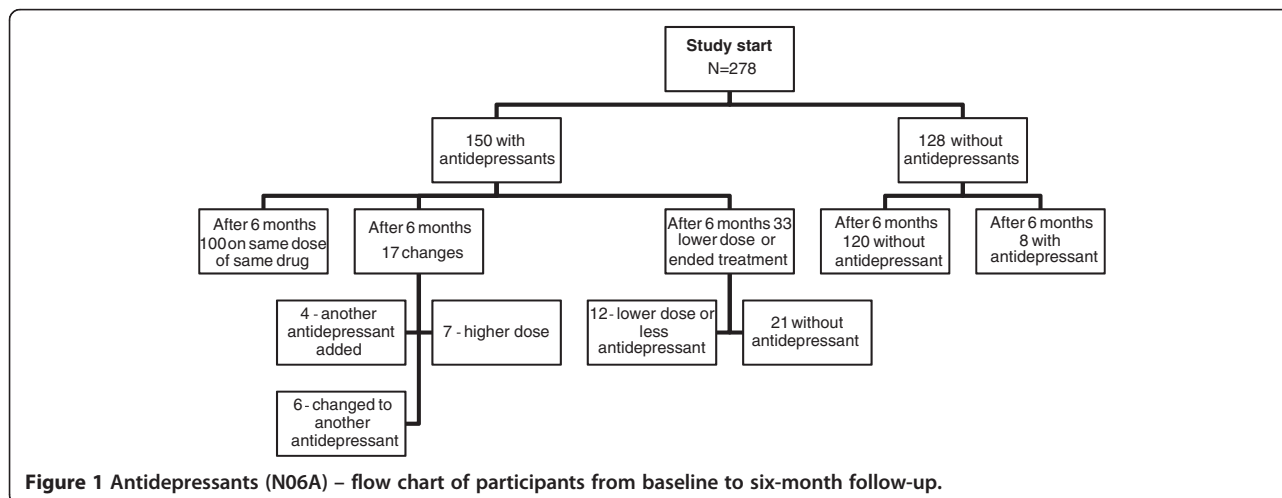 Study start
N=278
150 with
antidepressants
128 without
antidepressants
After 6 months
100 on same dose
of same drug
After 6 months
17 changes
After 6 months 33
lower dose or
ended treatment
After 6 months
120 without
antidepressant
After 6 months
8 with
antidepressant
4 - another
antidepressant
added
7 - higher dose
12- lower dose or
less
antidepressant
21 without
antidepressant
6 - changed to
another
antidepressant
Figure 1 Antidepressants (N06A) – flow chart of participants from baseline to six-month follow-up.